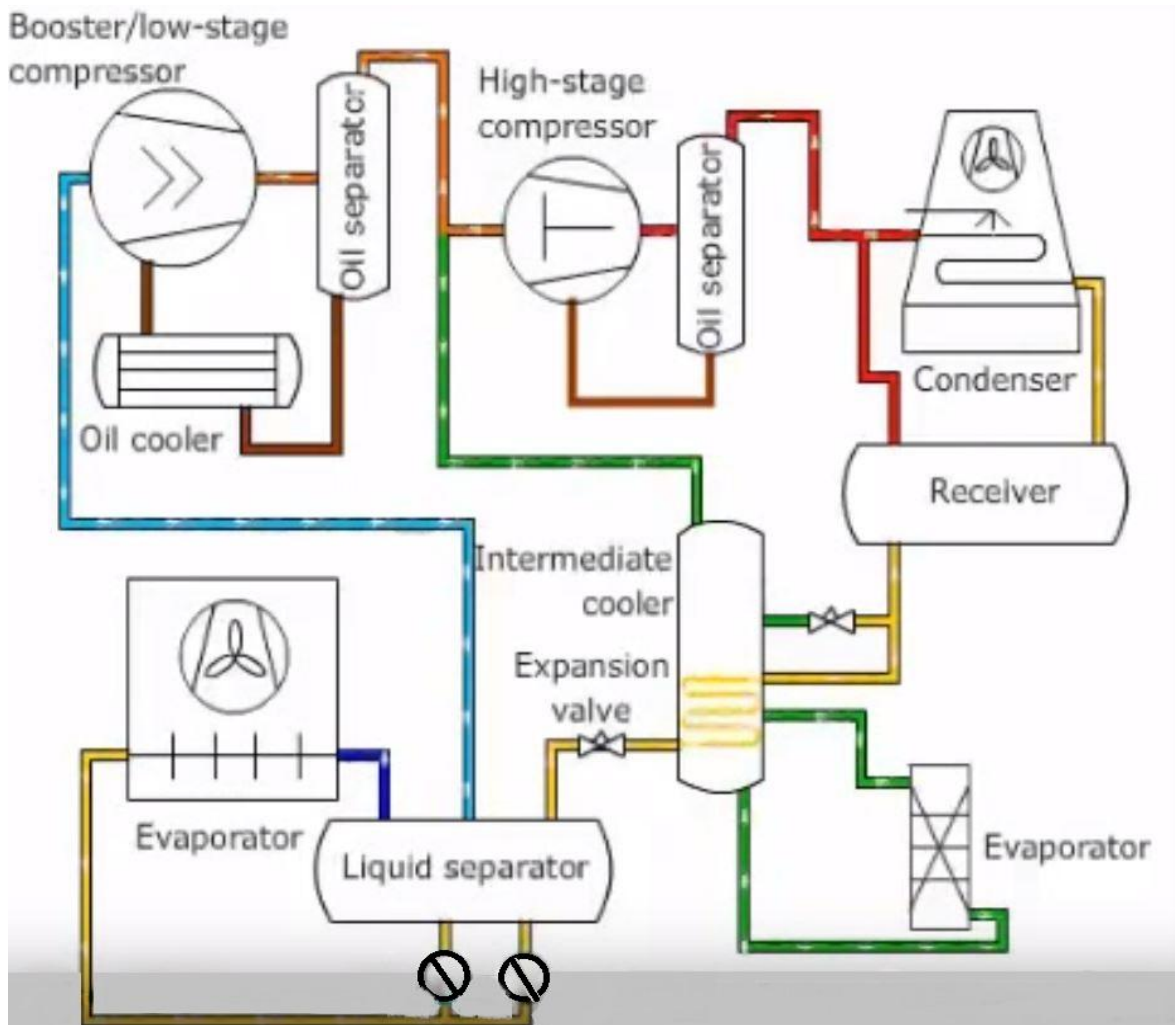 Booster/low-stage
compressor
Oil separator
High-stage
compressor
Oil separator
Condenser
Oil cooler
Receiver
Intermediate
cooler
Expansion
valve
Evaporator
Liquid separator
Evaporator